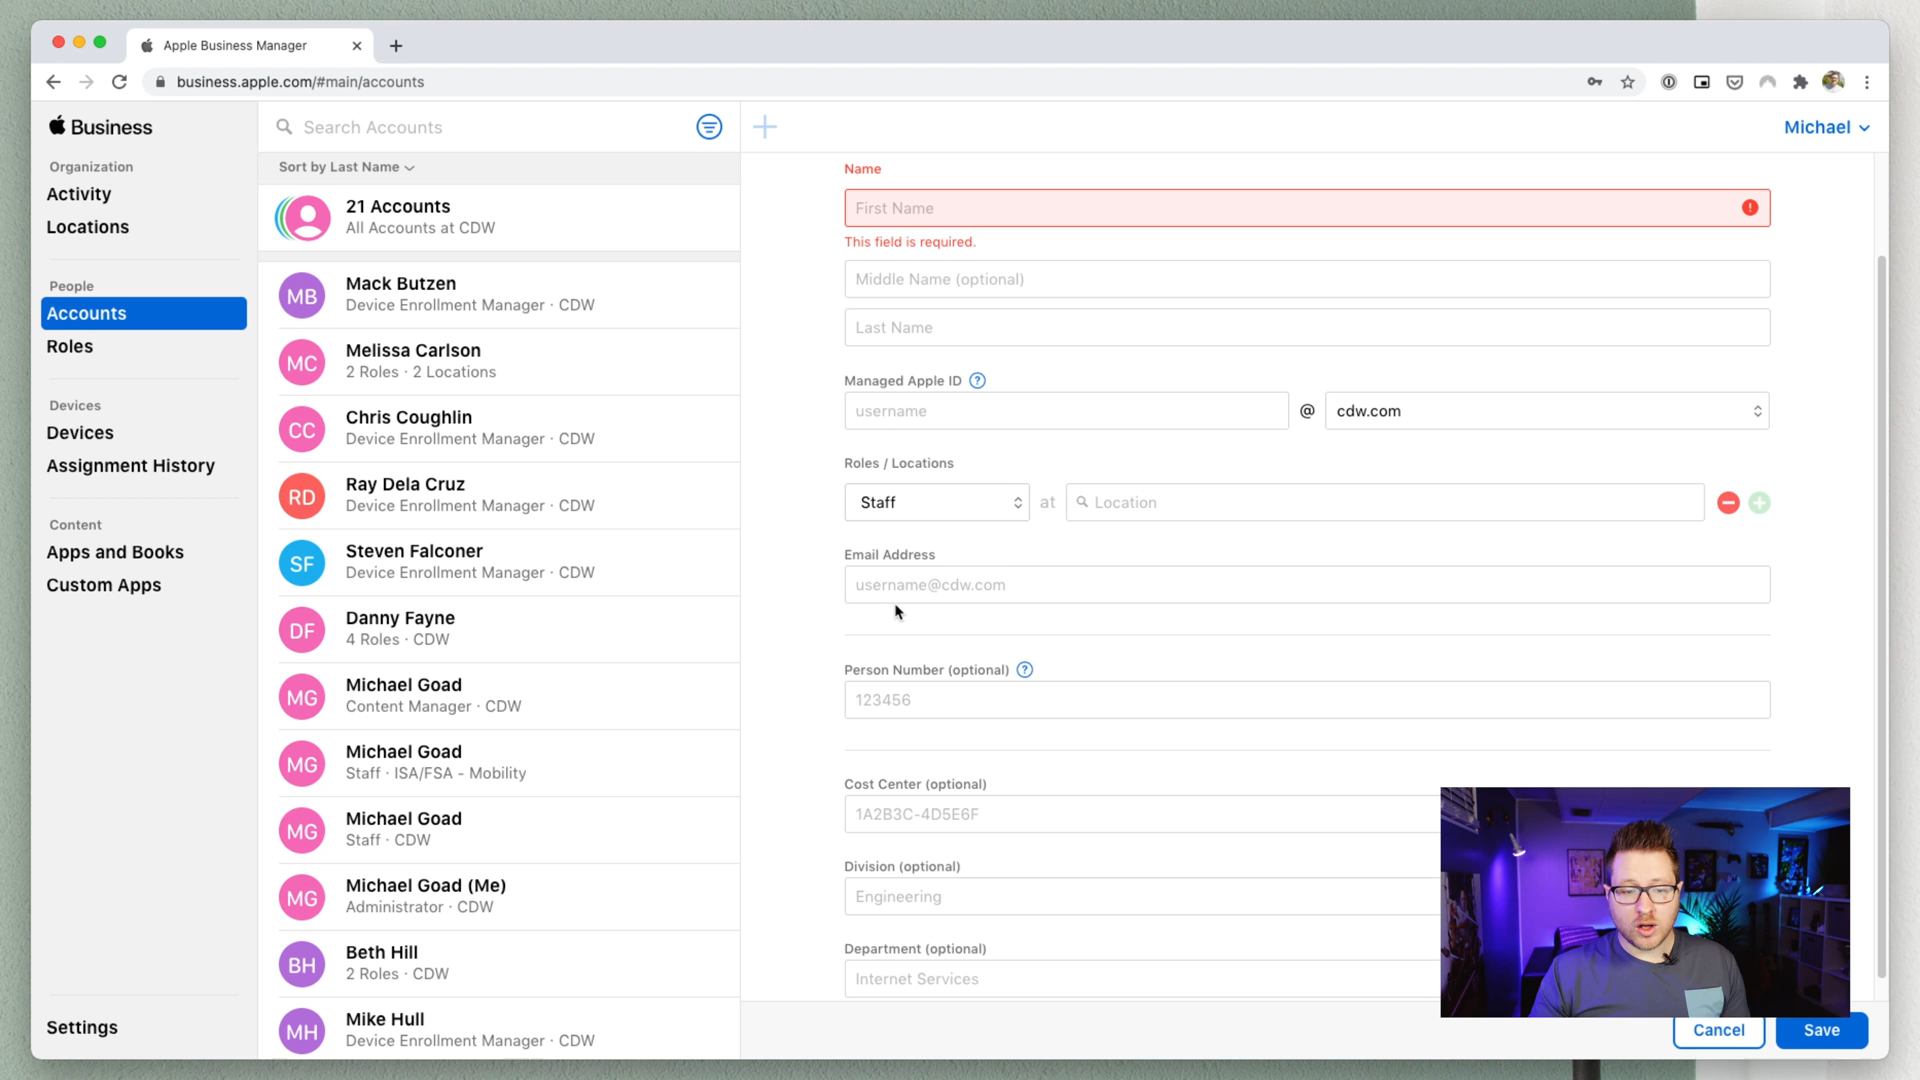 Apple Business Manager
business.apple.com/#main/accounts
Business
Organization
Activity
Locations
People
Accounts
Roles
Devices
Devices
Assignment History
Content
Apps and Books
Custom Apps
Settings
Search Accounts
Sort by Last Name
21 Accounts
All Accounts at CDW
MB
Mack Butzen
Device Enrollment Manager · CDW
MC
Melissa Carlson
2 Roles · 2 Locations
CC
Chris Coughlin
Device Enrollment Manager · CDW
RD
Ray Dela Cruz
Device Enrollment Manager · CDW
SF
Steven Falconer
Device Enrollment Manager · CDW
DF
Danny Fayne
4 Roles · CDW
MG
Michael Goad
Content Manager · CDW
MG
Michael Goad
Staff · ISA/FSA - Mobility
MG
Michael Goad
Staff · CDW
MG
Michael Goad (Me)
Administrator · CDW
BH
Beth Hill
2 Roles · CDW
MH
Mike Hull
Device Enrollment Manager · CDW
Michael
Name
First Name
This field is required.
Middle Name (optional)
Last Name
Managed Apple ID ?
username @ cdw.com
Roles / Locations
Staff at Location
Email Address
username@cdw.com
Person Number (optional) ?
123456
Cost Center (optional)
1A2B3C-4D5E6F
Division (optional)
Engineering
Department (optional)
Internet Services
Cancel Save